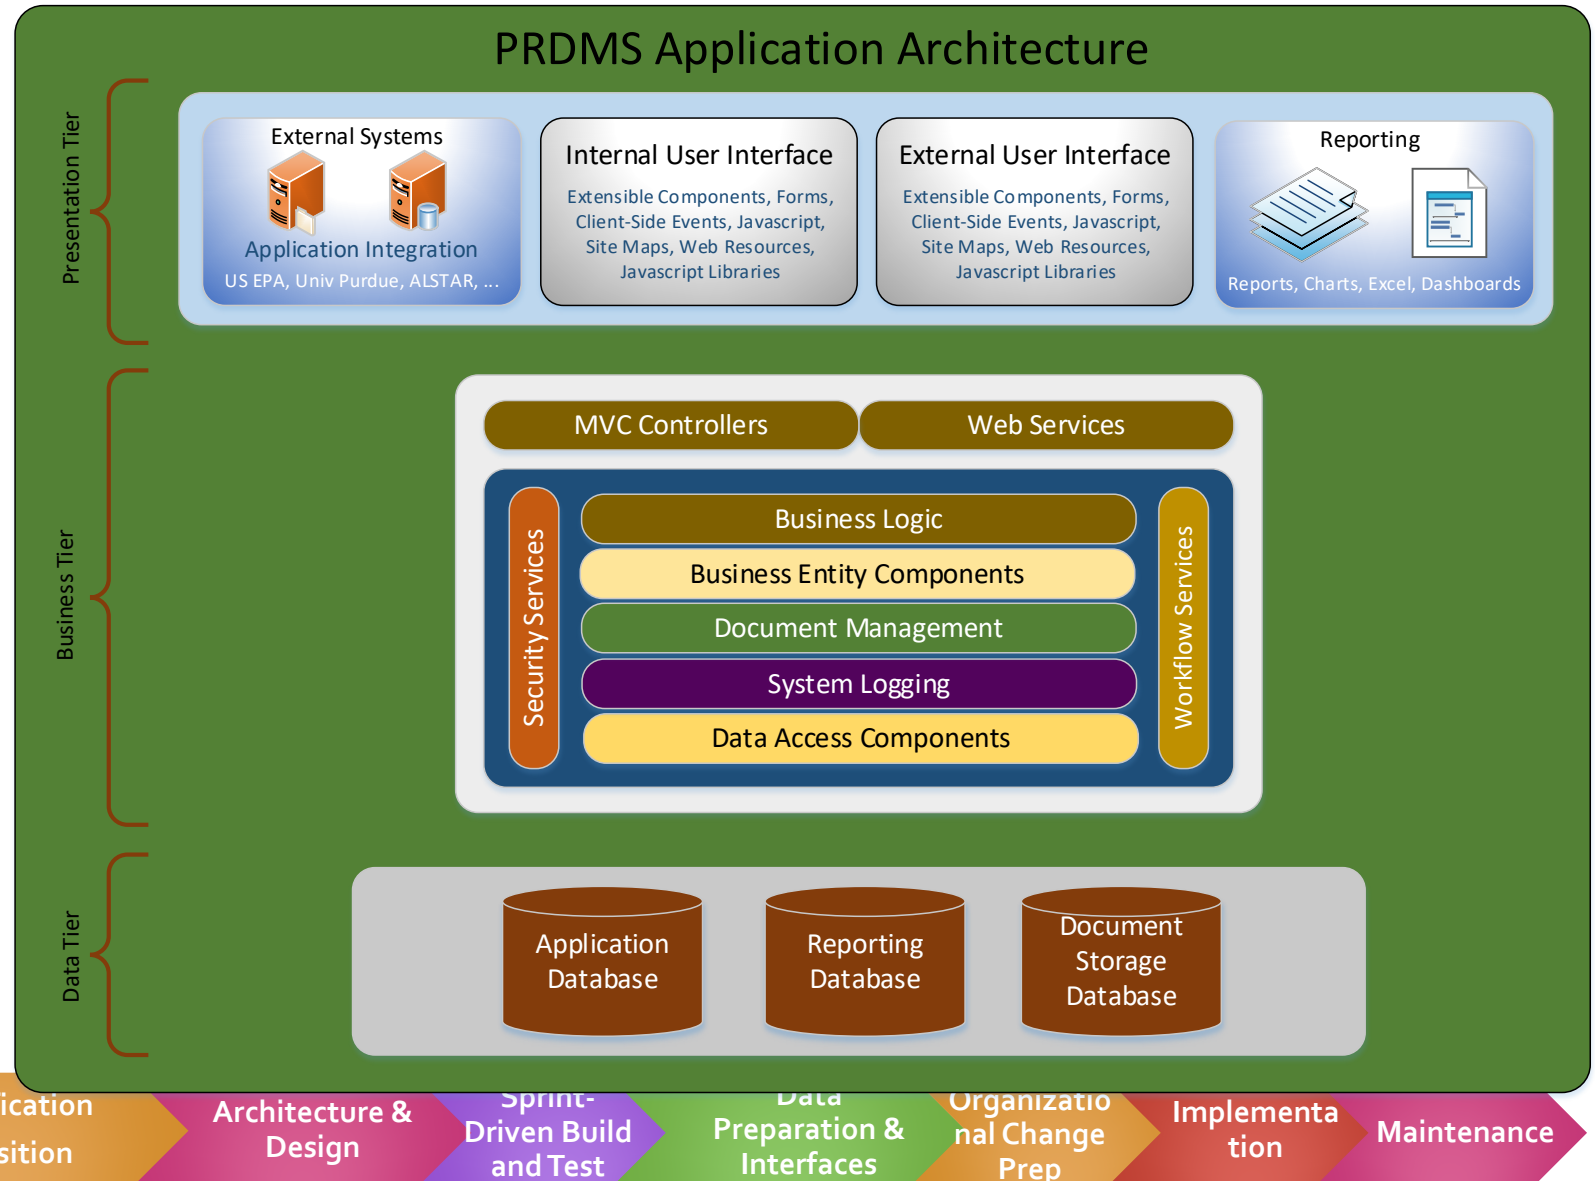 PRDMS Application Architecture
Presentation Tier
External Systems
Application Integration
US EPA, Univ Purdue, ALSTAR, ...
Internal User Interface
Extensible Components, Forms,
Client-Side Events, Javascript,
Site Maps, Web Resources,
Javascript Libraries
External User Interface
Extensible Components, Forms,
Client-Side Events, Javascript,
Site Maps, Web Resources,
Javascript Libraries
Reporting
Reports, Charts, Excel, Dashboards
Business Tier
MVC Controllers
Web Services
Security Services
Business Logic
Business Entity Components
Document Management
System Logging
Data Access Components
Workflow Services
Data Tier
Application
Database
Reporting
Database
Document
Storage
Database
ication
sition
Architecture &
Design
Sprint-
Driven Build
and Test
Data
Preparation &
Interfaces
Organizatio
nal Change
Prep
Implementa
tion
Maintenance